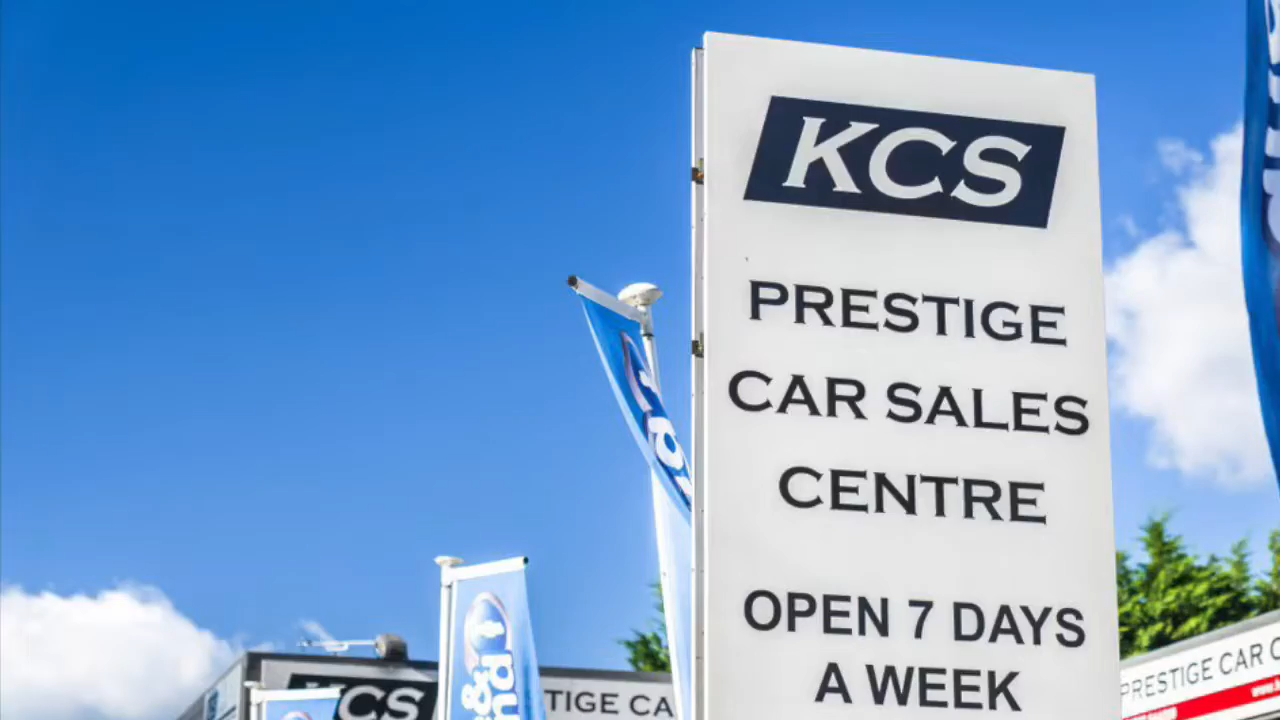 KCS
PRESTIGE
CAR SALES
CENTRE
OPEN 7 DAYS
A WEEK
KCS
TIGE CA
PRESTIGE CAR